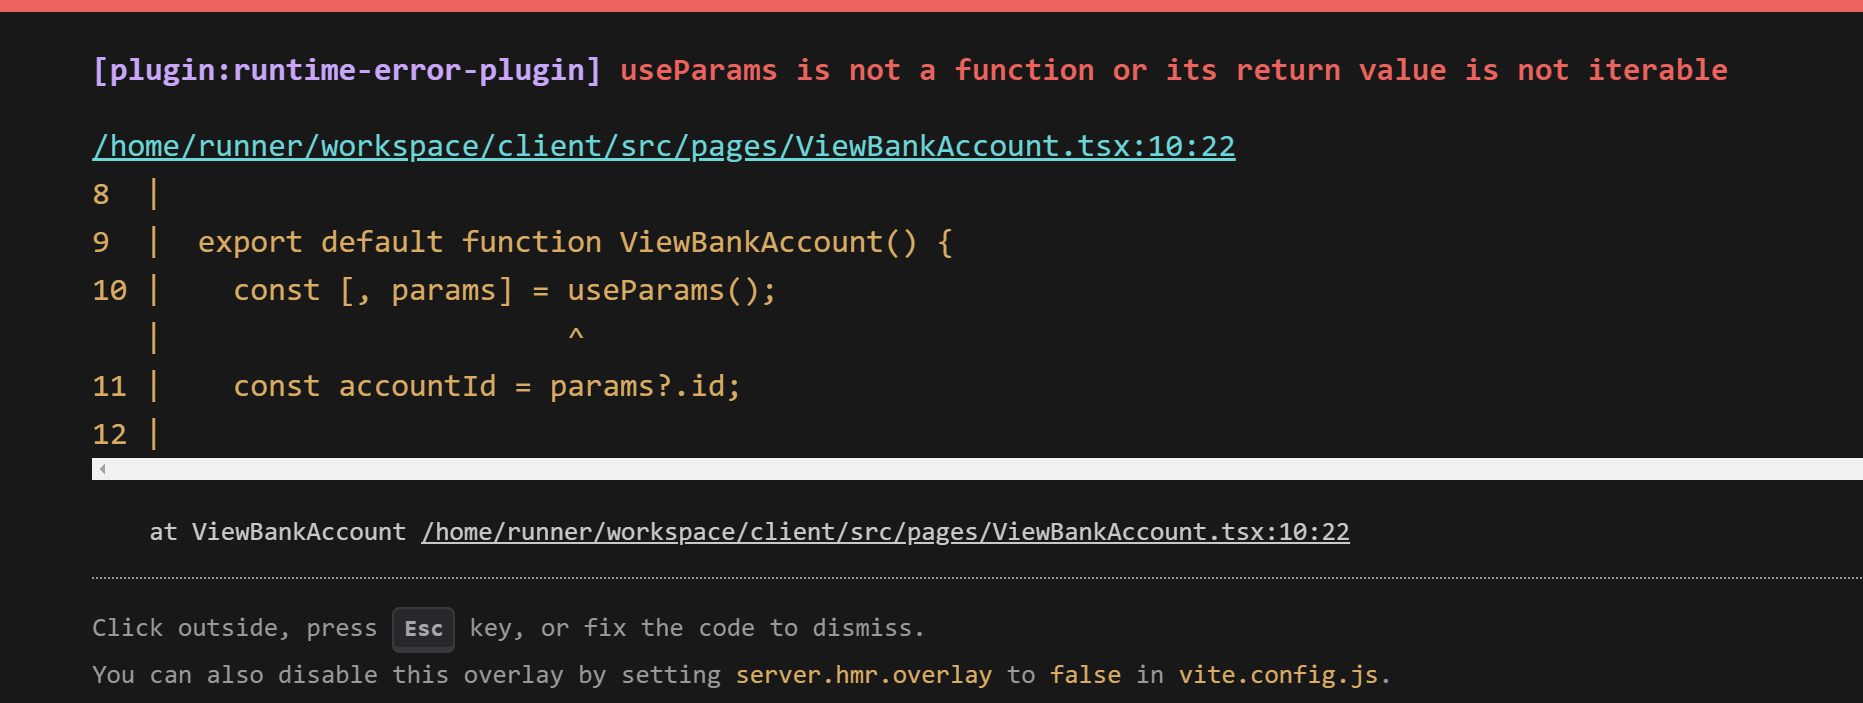 [plugin:runtime-error-plugin] useParams is not a function or its return value is not iterable
/home/runner/workspace/client/src/pages/ViewBankAccount.tsx:10:22
8  |
9  |  export default function ViewBankAccount() {
10 |    const [, params] = useParams();
   |                       ^
11 |    const accountId = params?.id;
12 |
at ViewBankAccount /home/runner/workspace/client/src/pages/ViewBankAccount.tsx:10:22
Click outside, press Esc key, or fix the code to dismiss.
You can also disable this overlay by setting server.hmr.overlay to false in vite.config.js.